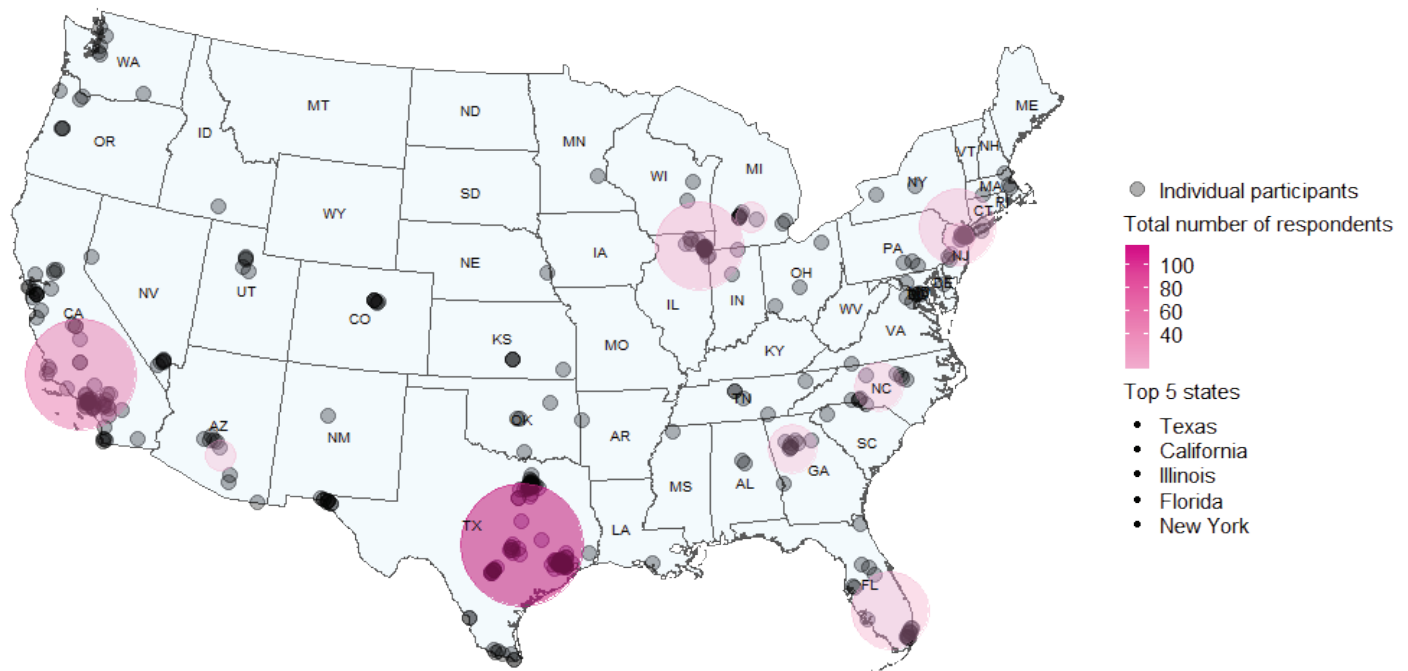 WA
MT
ND
ME
OR
ID
MN
VT
NH
WI
MI
NY
MA
RI
CT
SD
WY
IA
NE
PA
NJ
NV
UT
CO
IL
IN
OH
DE
WV
VA
CA
KS
MO
KY
AZ
NM
OK
AR
TN
NC
SC
MS
AL
GA
TX
LA
FL
Individual participants
Total number of respondents
100
80
60
40
Top 5 states
• Texas
• California
• Illinois
• Florida
• New York